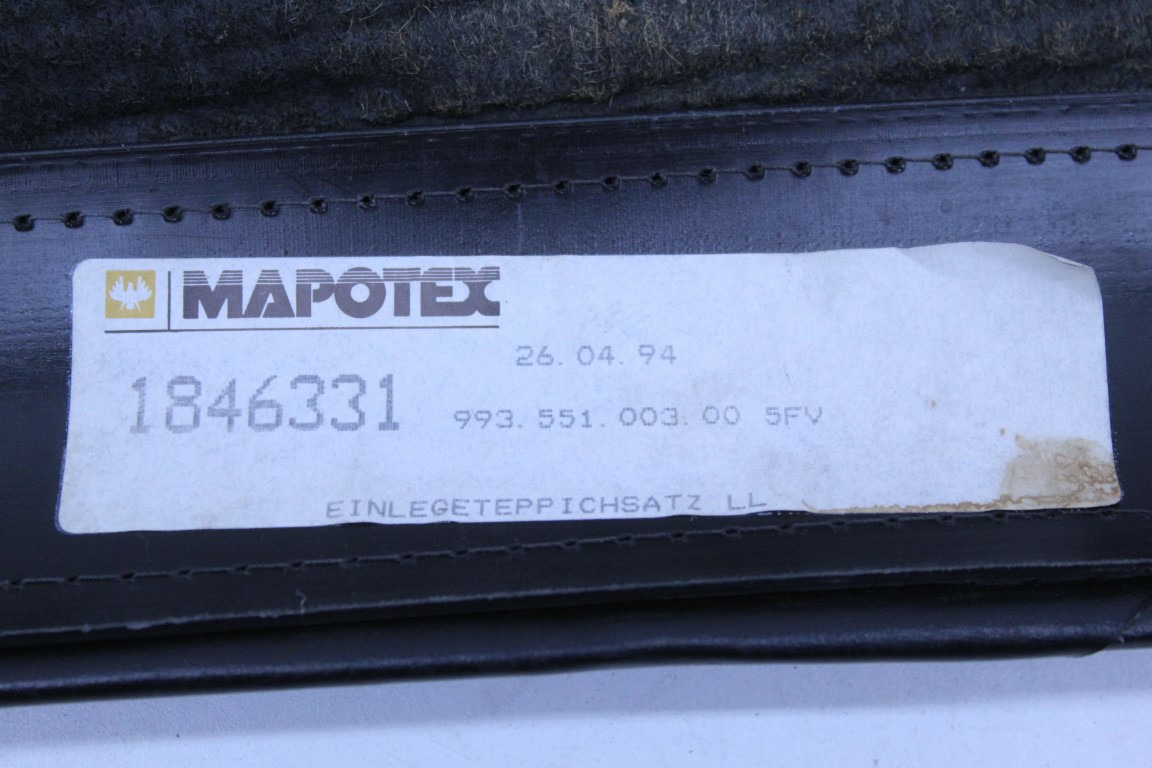 MAPOTEX
26.04.94
1846331 993.551.003.00 5FV
EINLEGETEPPICHSATZ LL